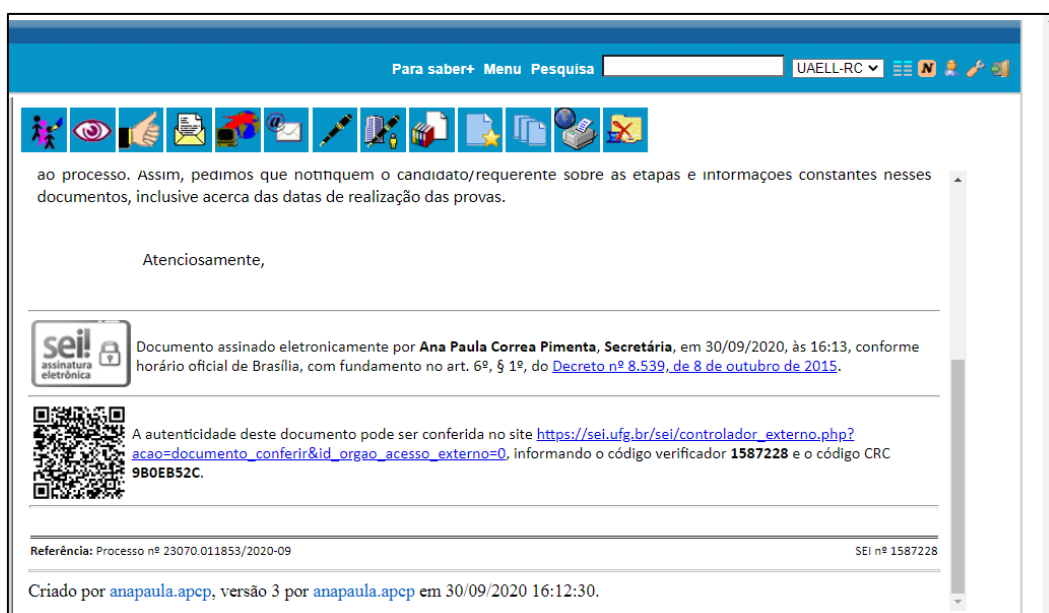 Para saber+ Menu Pesquisa UAELL-RC
N
@
ao processo. Assim, pedimos que notifiquem o candidato/requerente sobre as etapas e informações constantes nesses
documentos, inclusive acerca das datas de realização das provas.
Atenciosamente,
sei!
assinatura
eletrônica
Documento assinado eletronicamente por Ana Paula Correa Pimenta, Secretária, em 30/09/2020, às 16:13, conforme
horário oficial de Brasília, com fundamento no art. 6º, § 1º, do Decreto nº 8.539, de 8 de outubro de 2015.
A autenticidade deste documento pode ser conferida no site https://sei.ufg.br/sei/controlador_externo.php?
acao=documento_conferir&id_orgao_acesso_externo=0, informando o código verificador 1587228 e o código CRC
9B0EB52C.
Referência: Processo nº 23070.011853/2020-09 SEI nº 1587228
Criado por anapaula.apcp, versão 3 por anapaula.apcp em 30/09/2020 16:12:30.